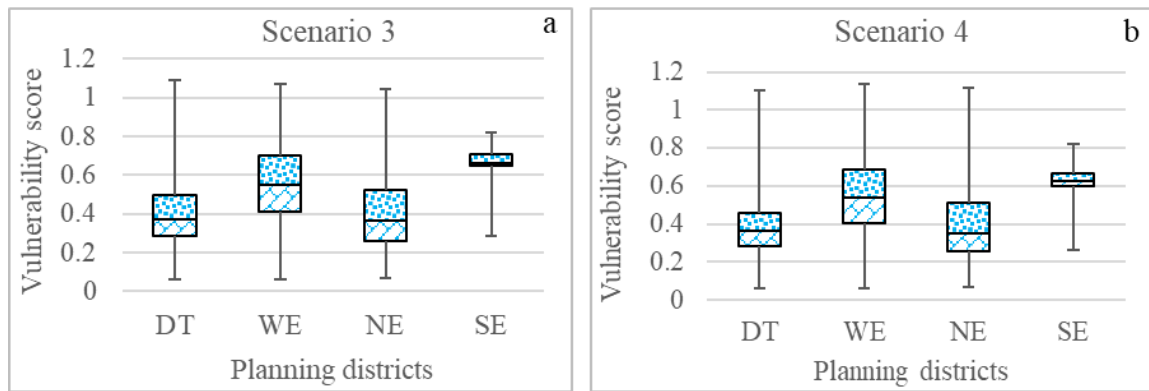 Scenario 3
a
Vulnerability score
1.2
1
0.8
0.6
0.4
0.2
0
DT WE NE SE
Planning districts
Scenario 4
b
Vulnerability score
1.2
1
0.8
0.6
0.4
0.2
0
DT WE NE SE
Planning districts